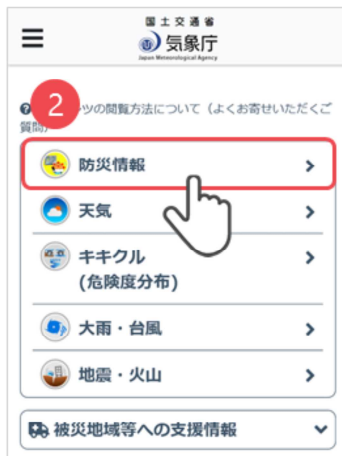 国土交通省
気象庁
Japan Meteorological Agency
2
ツの閲覧方法について（よくお寄せいただくご
質問）
防災情報
天気
キキクル
(危険度分布)
大雨・台風
地震・火山
被災地域等への支援情報